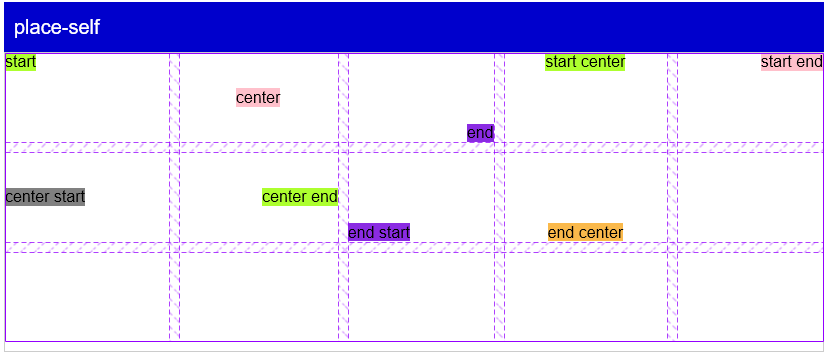 place-self
start
start center
start end
center
end
center start
center end
end start
end center